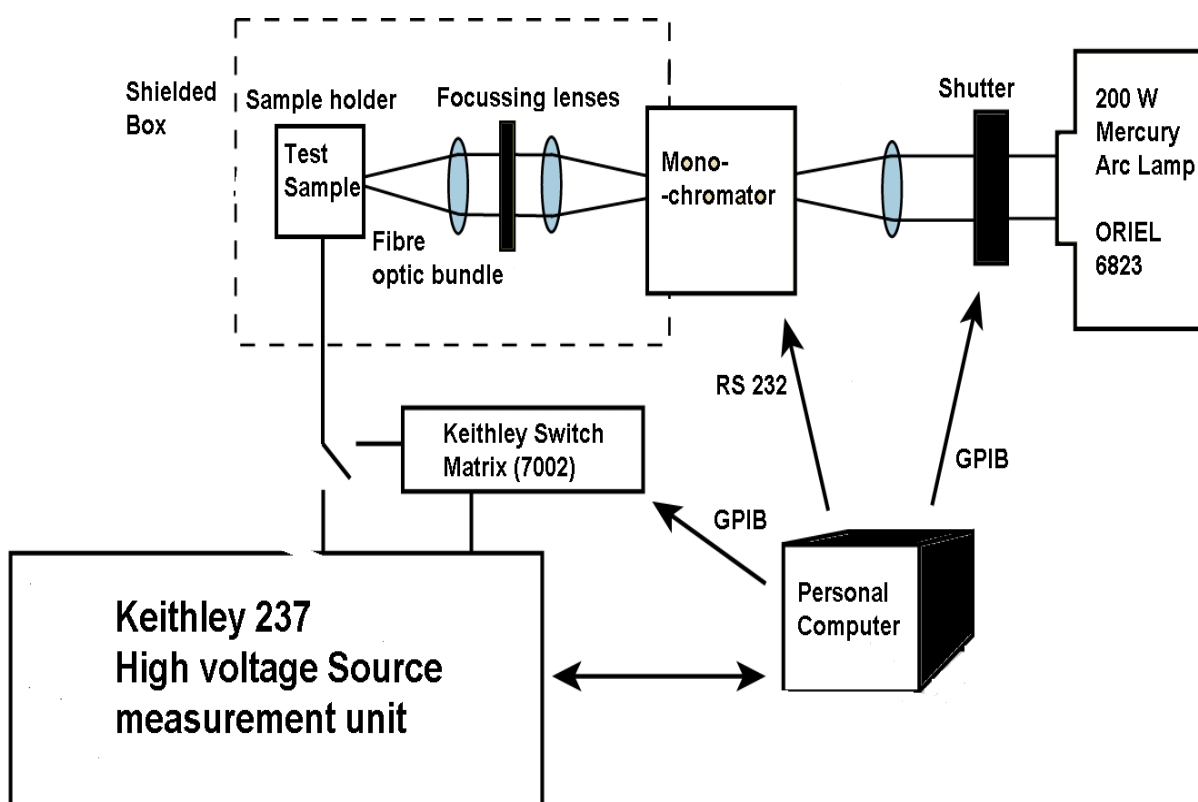 Shielded
Box
Sample holder
Focussing lenses
Shutter
200 W
Mercury
Arc Lamp
ORIEL
6823
Test
Sample
Mono-
-chromator
Fibre
optic bundle
RS 232
GPIB
Keithley Switch
Matrix (7002)
GPIB
Personal
Computer
Keithley 237
High voltage Source
measurement unit